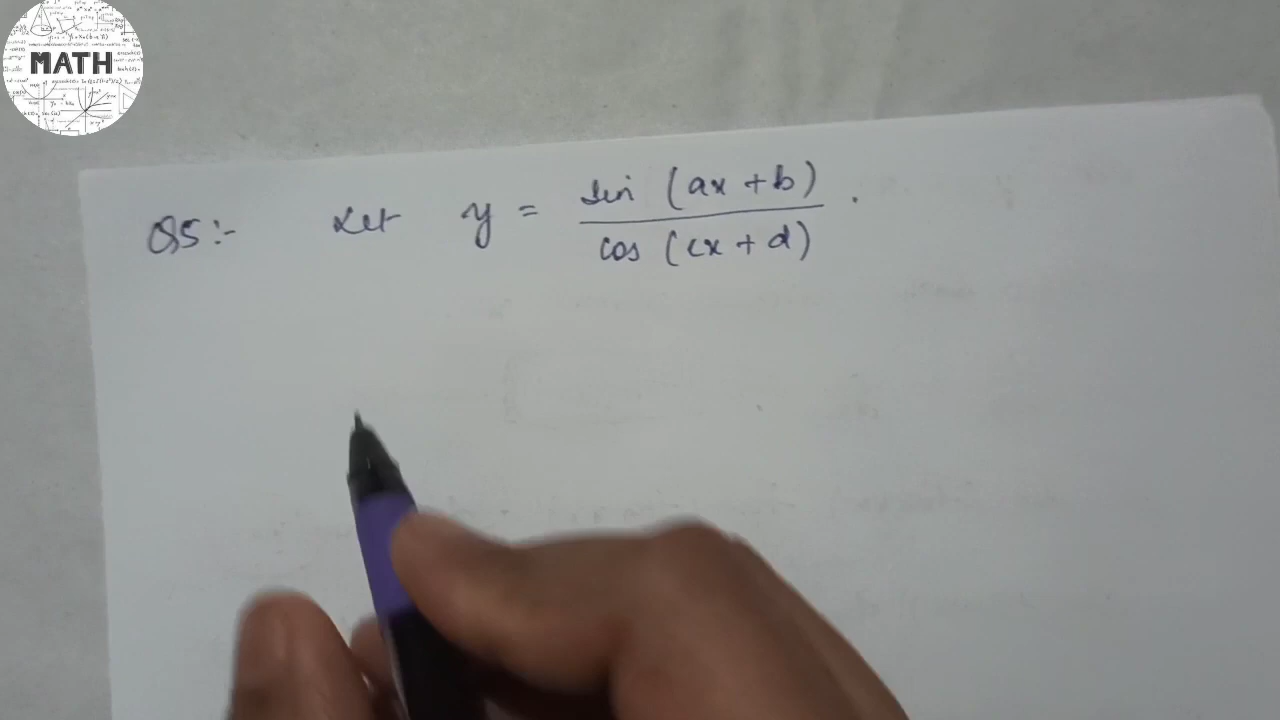 MATH
Q5:- Let y = sin (ax + b) / cos (cx + d) .